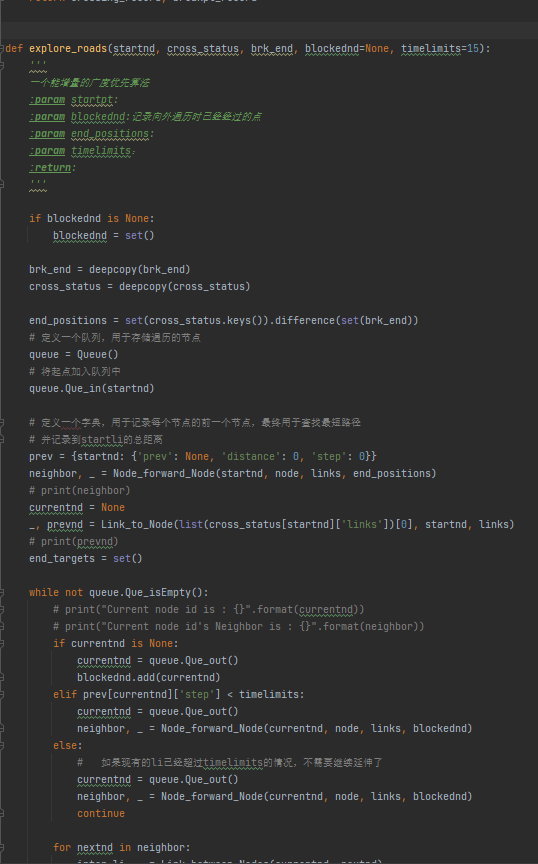 return crossing_record, attempt_record
def explore_roads(startnd, cross_status, brk_end, blockednd=None, timelimits=15):
'''
一个能增量的广度优先算法
:param startpt:
:param blockednd:记录向外遍历时已经经过的点
:param end_positions:
:param timelimits:
:return:
'''
if blockednd is None:
blockednd = set()
brk_end = deepcopy(brk_end)
cross_status = deepcopy(cross_status)
end_positions = set(cross_status.keys()).difference(set(brk_end))
# 定义一个队列，用于存储遍历的节点
queue = Queue()
# 将起点加入队列中
queue.Que_in(startnd)
# 定义一个字典，用于记录每个节点的前一个节点，最终用于查找最短路径
# 并记录到startli的总距离
prev = {startnd: {'prev': None, 'distance': 0, 'step': 0}}
neighbor, _ = Node_forward_Node(startnd, node, links, end_positions)
# print(neighbor)
currentnd = None
_, prevnd = Link_to_Node(list(cross_status[startnd]['links'])[0], startnd, links)
# print(prevnd)
end_targets = set()
while not queue.Que_isEmpty():
# print("Current node id is : {}".format(currentnd))
# print("Current node id's Neighbor is : {}".format(neighbor))
if currentnd is None:
currentnd = queue.Que_out()
blockednd.add(currentnd)
elif prev[currentnd]['step'] < timelimits:
currentnd = queue.Que_out()
neighbor, _ = Node_forward_Node(currentnd, node, links, blockednd)
else:
# 如果现有的li已经超过timelimits的情况，不需要继续延伸了
currentnd = queue.Que_out()
neighbor, _ = Node_forward_Node(currentnd, node, links, blockednd)
continue
for nextnd in neighbor: